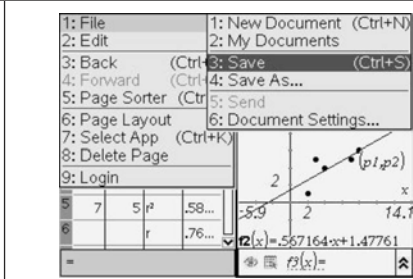 1: File
2: Edit
3: Back (Ctrl+
4: Forward (Ctrl
5: Page Sorter (Ctr
6: Page Layout
7: Select App (Ctrl+K)
8: Delete Page
9: Login
1: New Document (Ctrl+N)
2: My Documents
3: Save (Ctrl+S)
4: Save As...
5: Send
6: Document Settings...
(p1,p2)
2
x
-5.9 2 14.1
5 7 5 r² .58...
6 r .76...
=
f2(x)=.567164·x+1.47761
f3(x)=